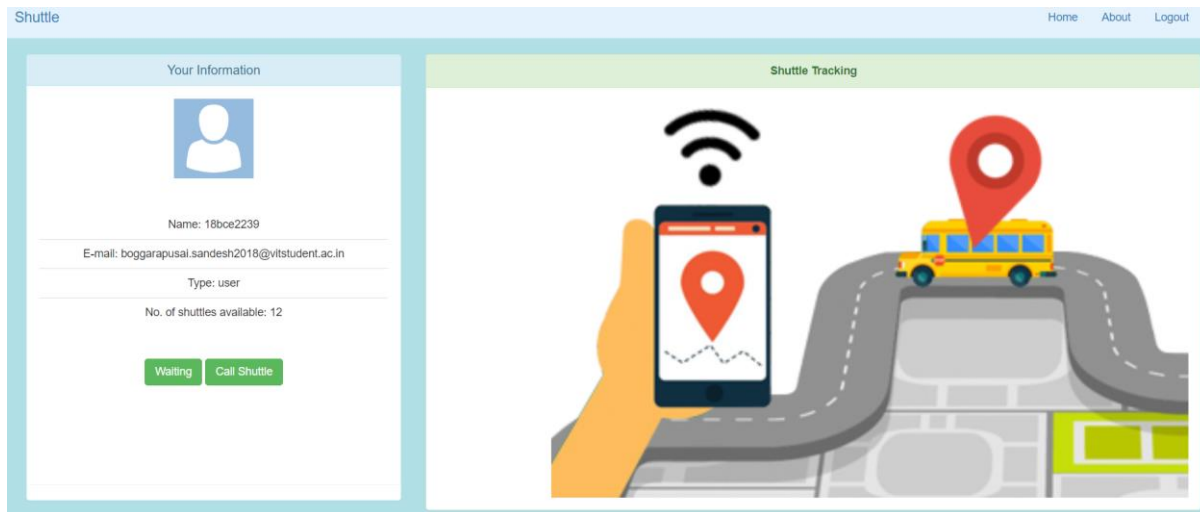 Shuttle
Home About Logout
Your Information
Name: 18bce2239
E-mail: boggarapusai.sandesh2018@vitstudent.ac.in
Type: user
No. of shuttles available: 12
Waiting Call Shuttle
Shuttle Tracking